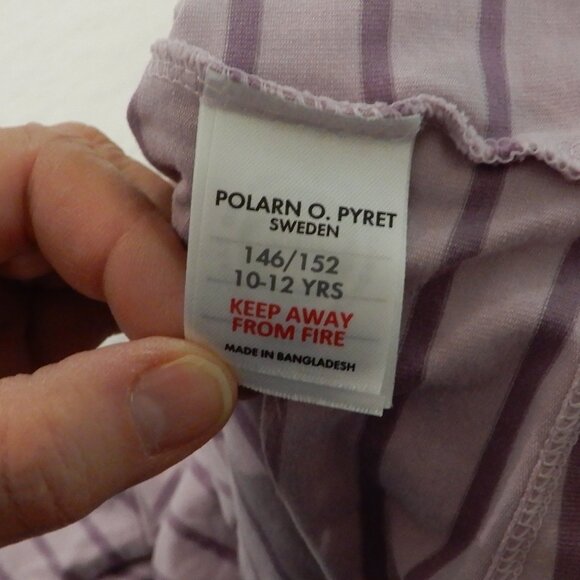 POLARN O. PYRET
SWEDEN
146/152
10-12 YRS
KEEP AWAY
FROM FIRE
MADE IN BANGLADESH